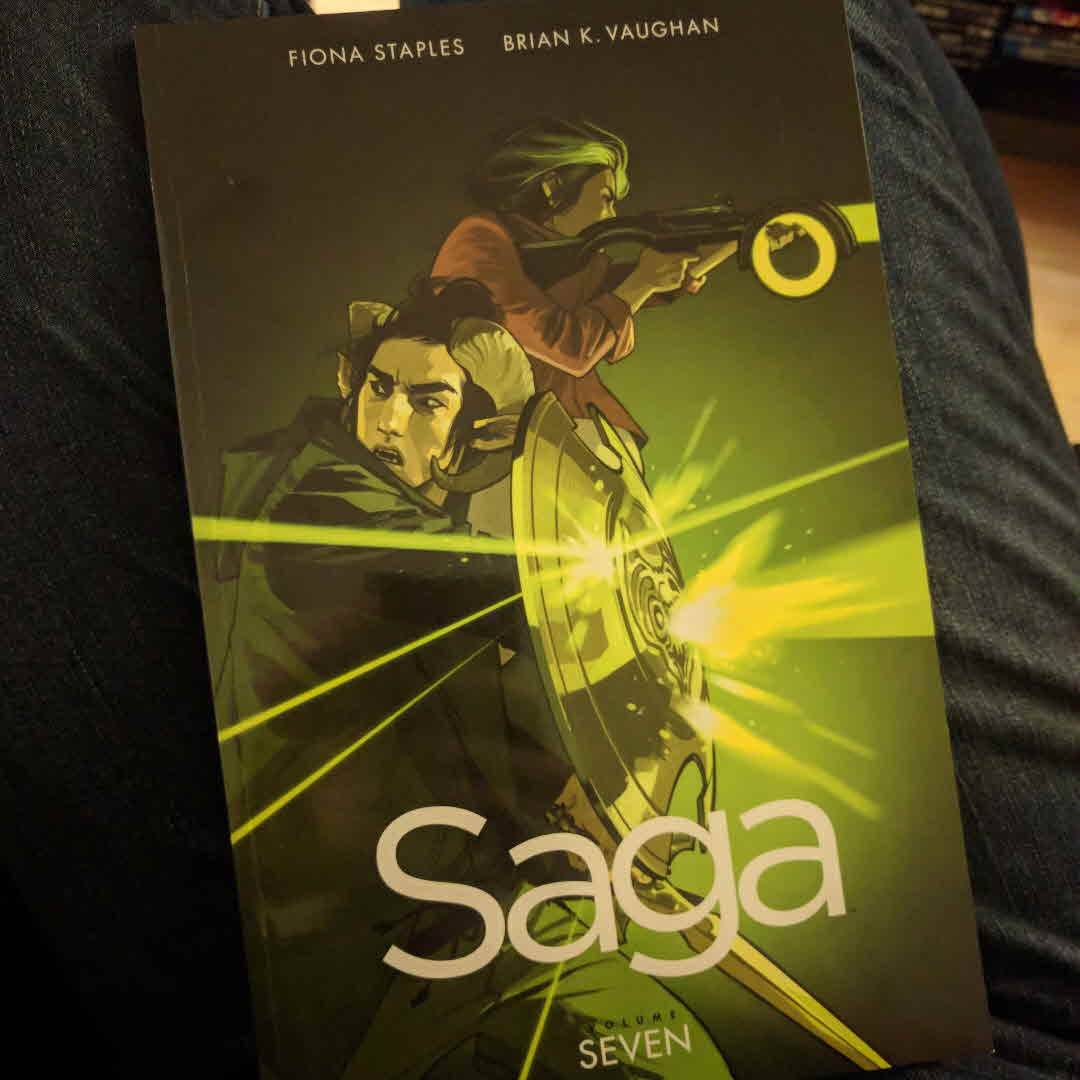 FIONA STAPLES BRIAN K. VAUGHAN
Saga
VOLUME
SEVEN